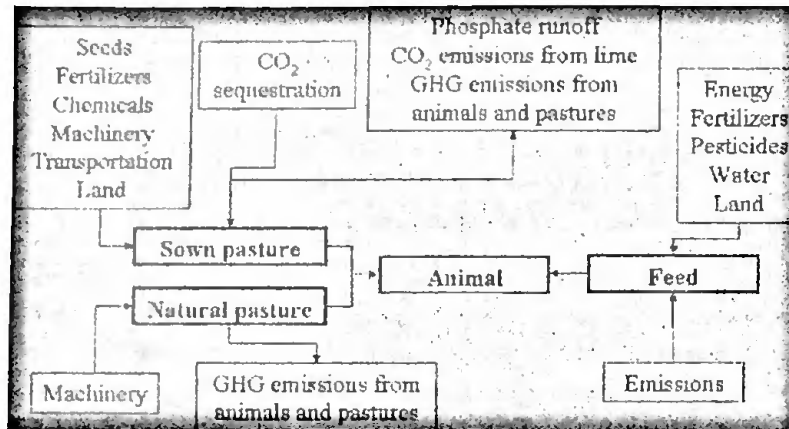 Seeds
Fertilizers
Chemicals
Machinery
Transportation
Land
CO₂
sequestration
Phosphate runoff
CO₂ emissions from lime
GHG emissions from
animals and pastures
Energy
Fertilizers
Pesticides
Water
Land
Sown pasture
Animal
Feed
Natural pasture
Machinery
GHG emissions from
animals and pastures
Emissions